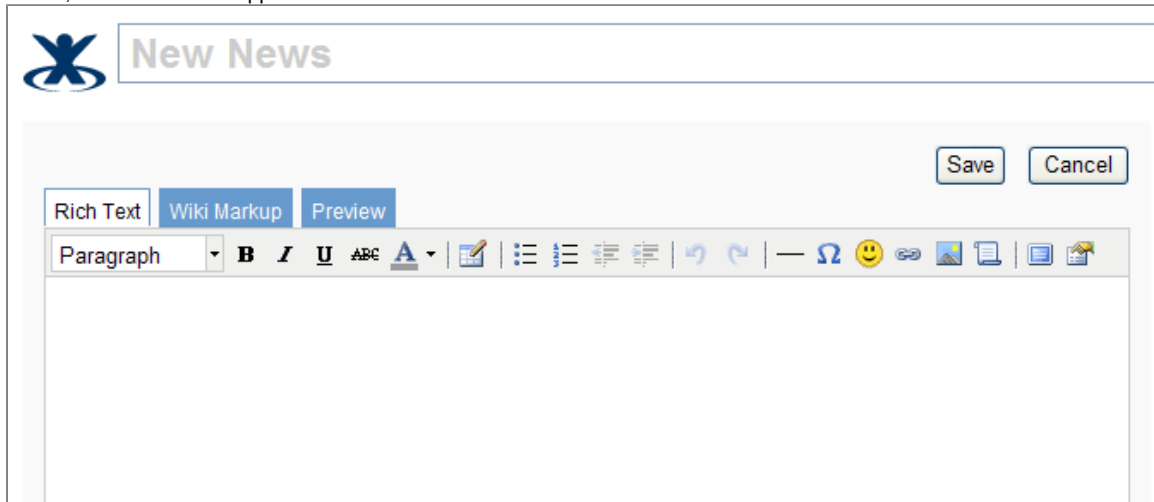 New News
Save Cancel
Rich Text Wiki Markup Preview
Paragraph B I U ABC A Ω